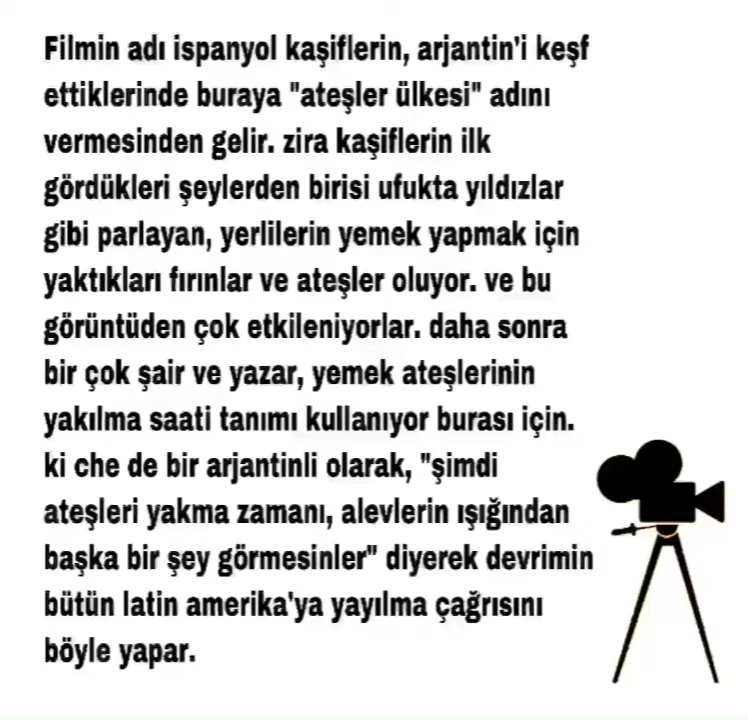 Filmin adı ispanyol kaşiflerin, arjantin'i keşf
ettiklerinde buraya "ateşler ülkesi" adını
vermesinden gelir. zira kaşiflerin ilk
gördükleri şeylerden birisi ufukta yıldızlar
gibi parlayan, yerlilerin yemek yapmak için
yaktıkları fırınlar ve ateşler oluyor. ve bu
görüntüden çok etkileniyorlar. daha sonra
bir çok şair ve yazar, yemek ateşlerinin
yakılma saati tanımı kullanıyor burası için.
ki che de bir arjantinli olarak, "şimdi
ateşleri yakma zamanı, alevlerin ışığından
başka bir şey görmesinler" diyerek devrimin
bütün latin amerika'ya yayılma çağrısını
böyle yapar.